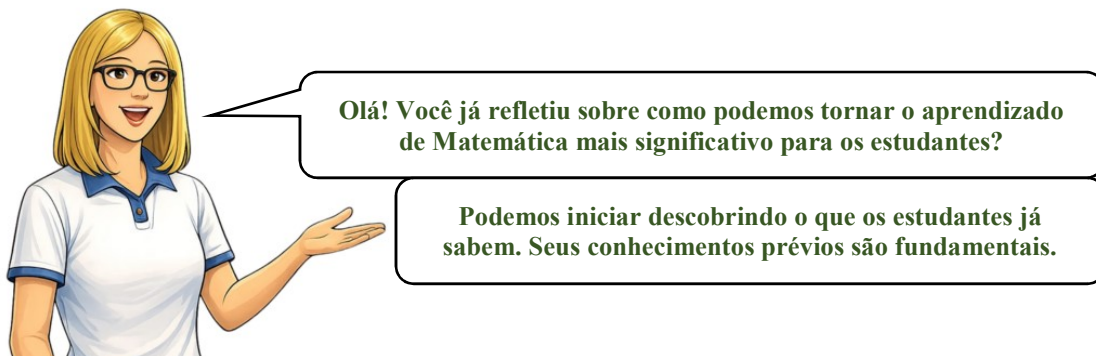 Olá! Você já refletiu sobre como podemos tornar o aprendizado
de Matemática mais significativo para os estudantes?
Podemos iniciar descobrindo o que os estudantes já
sabem. Seus conhecimentos prévios são fundamentais.